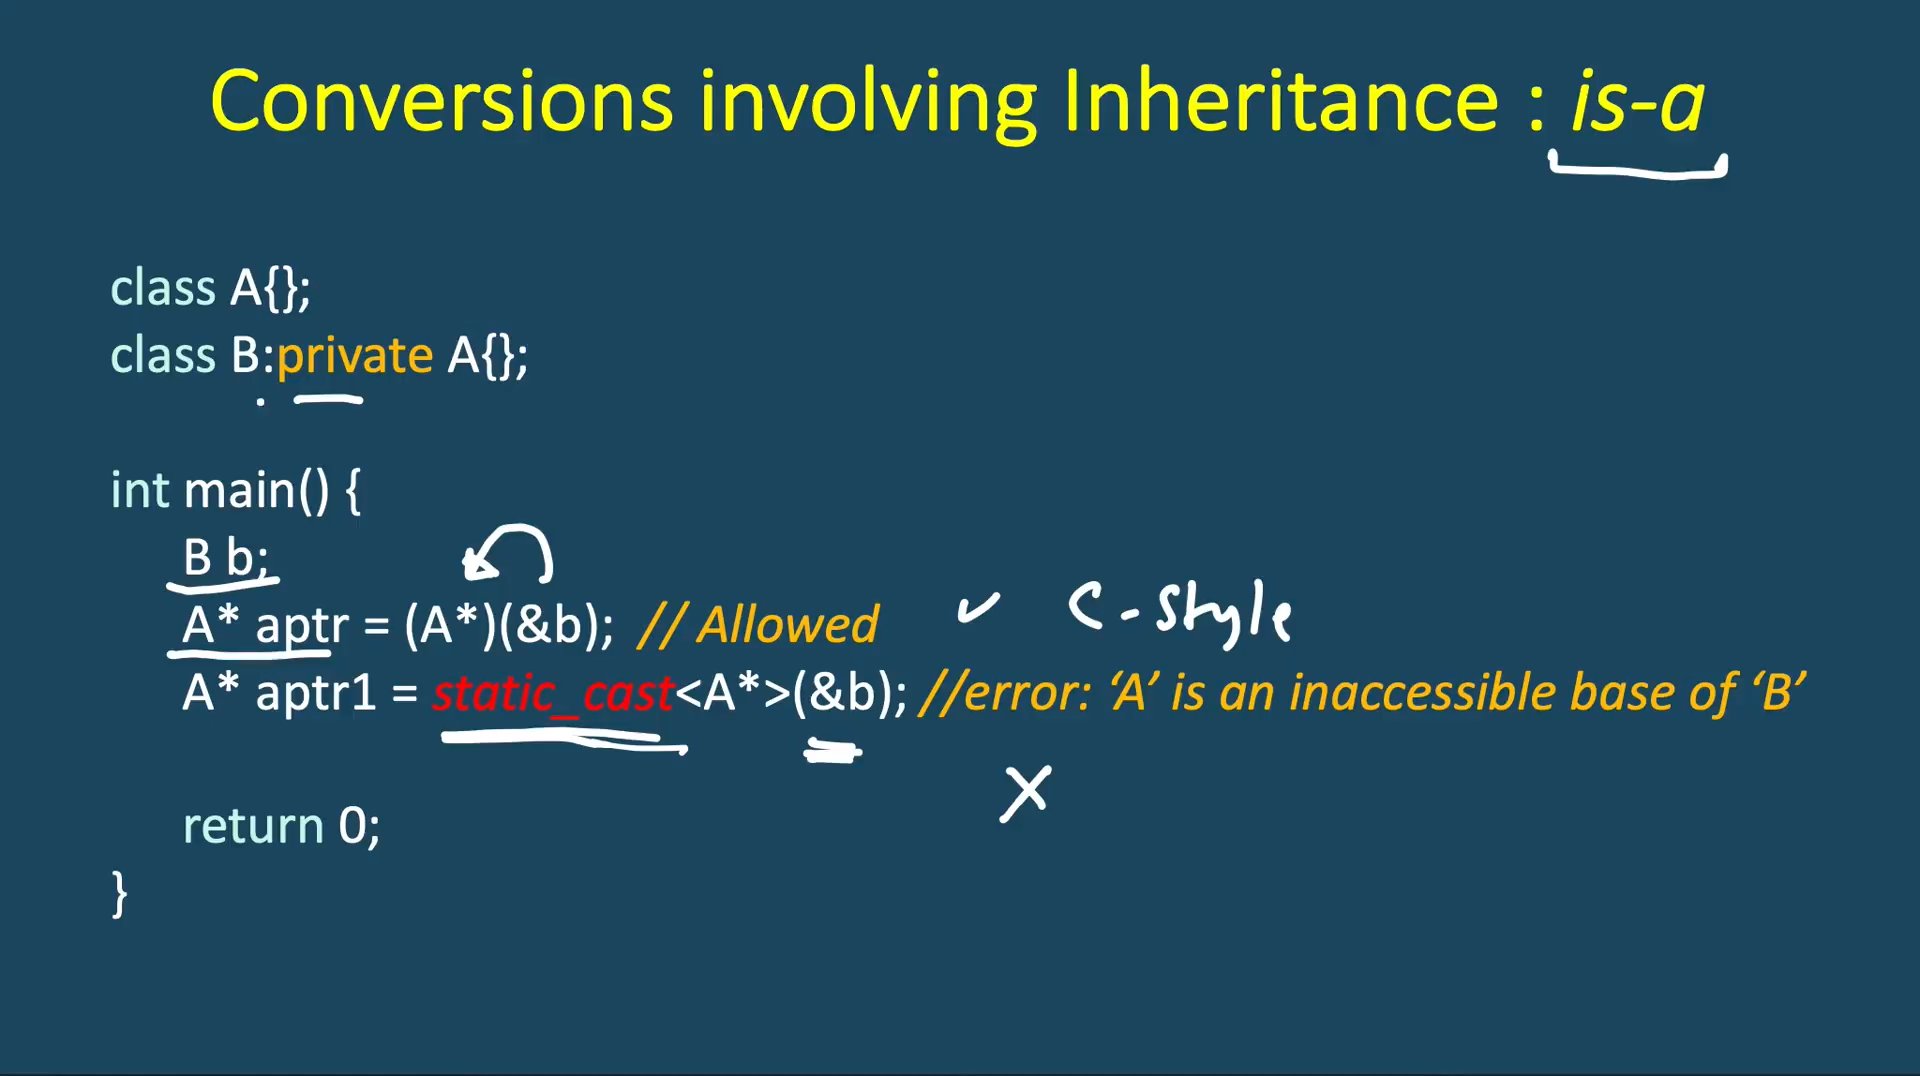 Conversions involving Inheritance : is-a
class A{};
class B:private A{};
int main() {
B b;
A* aptr = (A*)(&b); // Allowed C-style
A* aptr1 = static_cast<A*>(&b); //error: ‘A’ is an inaccessible base of ‘B’
return 0;
}